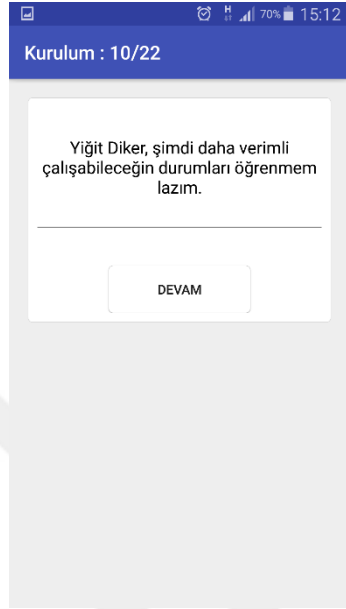 70% 15:12
Kurulum : 10/22
Yiğit Diker, şimdi daha verimli
çalışabileceğin durumları öğrenmem
lazım.
DEVAM